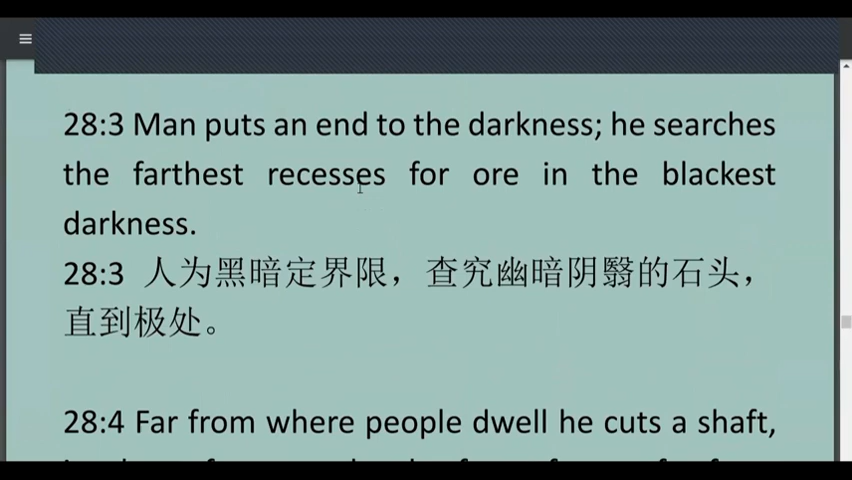 28:3 Man puts an end to the darkness; he searches
the farthest recesses for ore in the blackest
darkness.
28:3 人为黑暗定界限，查究幽暗阴翳的石头，
直到极处。
28:4 Far from where people dwell he cuts a shaft,